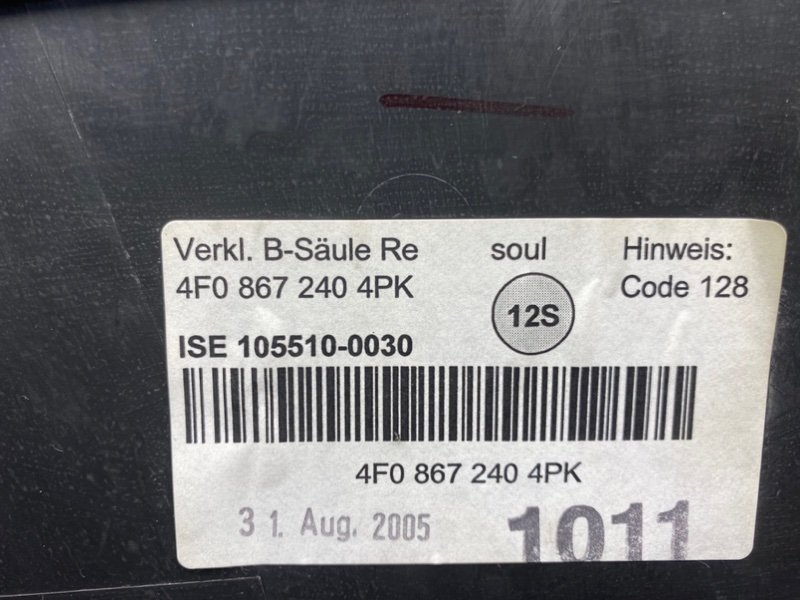 Verkl. B-Säule Re soul Hinweis:
4F0 867 240 4PK Code 128
12S
ISE 105510-0030
4F0 867 240 4PK
31. Aug. 2005 1011